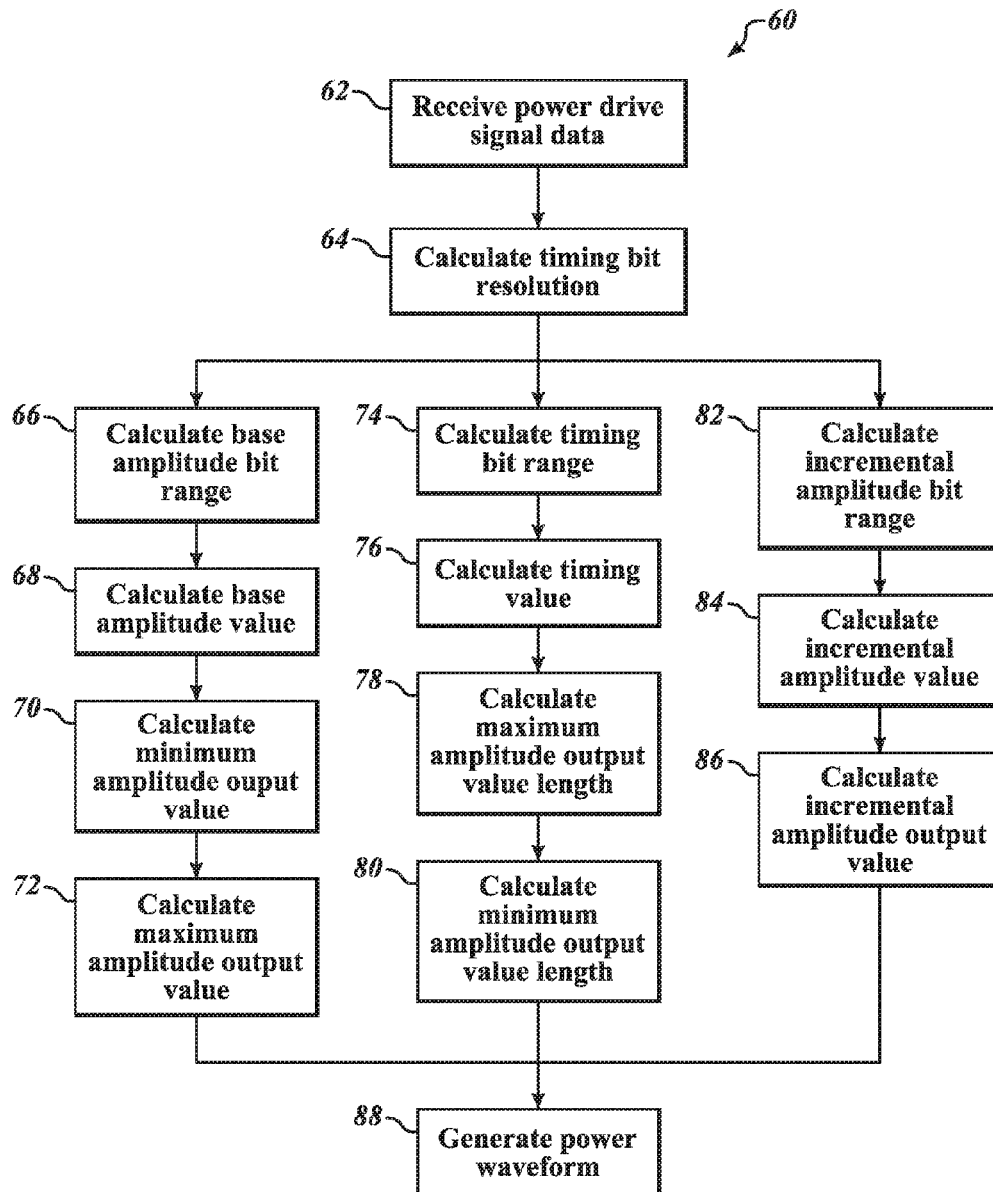 60
62
Receive power drive
signal data
64
Calculate timing bit
resolution
66
Calculate base
amplitude bit
range
68
Calculate base
amplitude value
70
Calculate
minimum
amplitude ouput
value
72
Calculate
maximum
amplitude output
value
74
Calculate timing
bit range
76
Calculate timing
value
78
Calculate
maximum
amplitude output
value length
80
Calculate
minimum
amplitude output
value length
82
Calculate
incremental
amplitude bit
range
84
Calculate
incremental
amplitude value
86
Calculate
incremental
amplitude output
value
88
Generate power
waveform